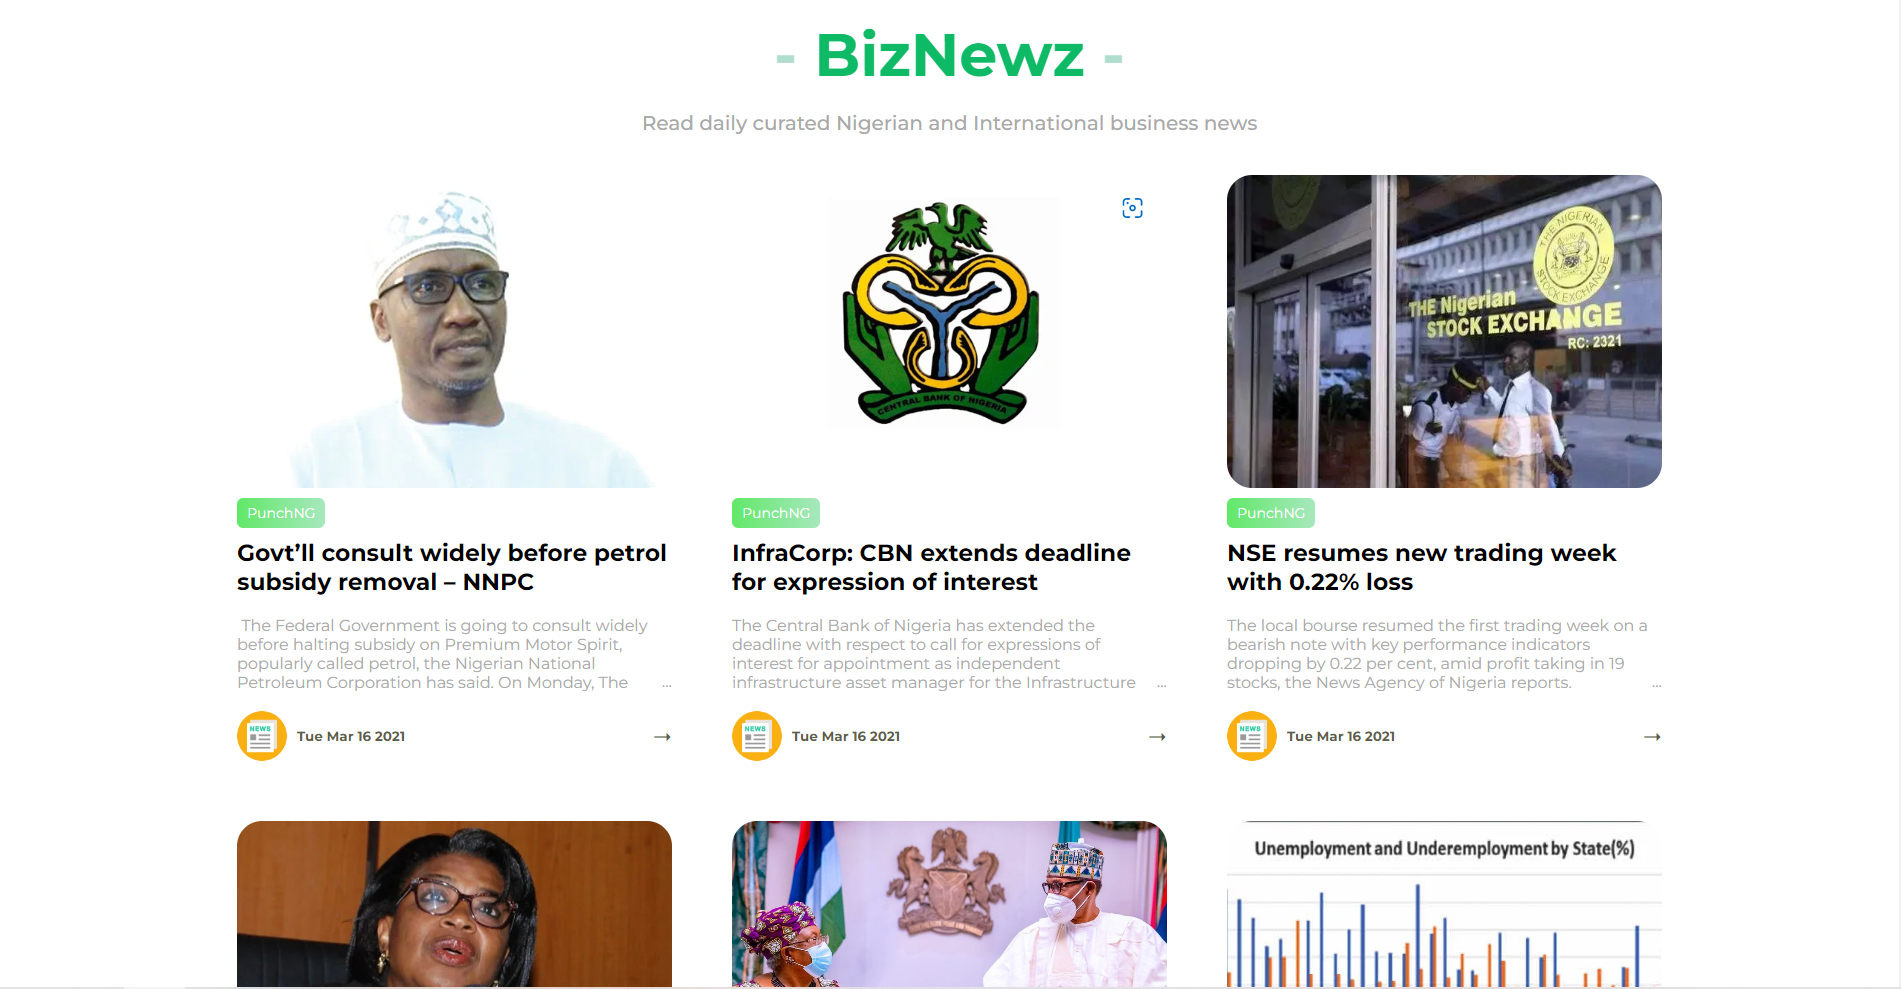 - BizNewz -
Read daily curated Nigerian and International business news
CENTRAL BANK OF NIGERIA
THE NIGERIAN
STOCK EXCHANGE
THE Nigerian
STOCK EXCHANGE
RC: 2321
PunchNG
Govt’ll consult widely before petrol
subsidy removal – NNPC
The Federal Government is going to consult widely
before halting subsidy on Premium Motor Spirit,
popularly called petrol, the Nigerian National
Petroleum Corporation has said. On Monday, The ...
NEWS
Tue Mar 16 2021 →
PunchNG
InfraCorp: CBN extends deadline
for expression of interest
The Central Bank of Nigeria has extended the
deadline with respect to call for expressions of
interest for appointment as independent
infrastructure asset manager for the Infrastructure ...
NEWS
Tue Mar 16 2021 →
PunchNG
NSE resumes new trading week
with 0.22% loss
The local bourse resumed the first trading week on a
bearish note with key performance indicators
dropping by 0.22 per cent, amid profit taking in 19
stocks, the News Agency of Nigeria reports. ...
NEWS
Tue Mar 16 2021 →
Unemployment and Underemployment by State(%)